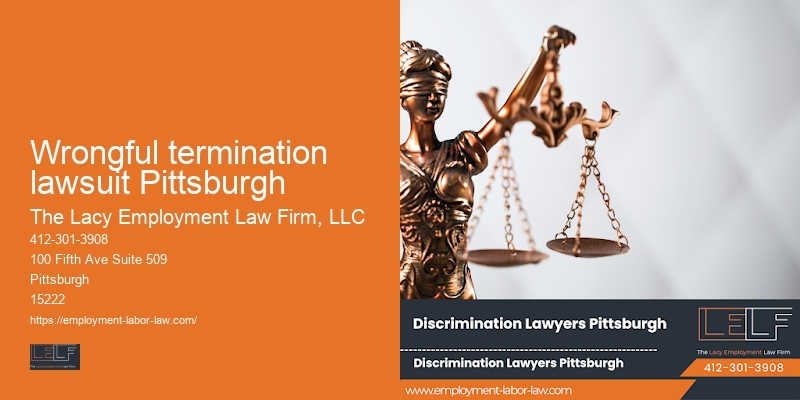 Wrongful termination
lawsuit Pittsburgh
The Lacy Employment Law Firm, LLC
412-301-3908
100 Fifth Ave Suite 509
Pittsburgh
15222
https://employment-labor-law.com/
LELF
The Lacy Employment Law Firm
Discrimination Lawyers Pittsburgh
Discrimination Lawyers Pittsburgh
www.employment-labor-law.com
LELF
The Lacy Employment Law Firm
412-301-3908